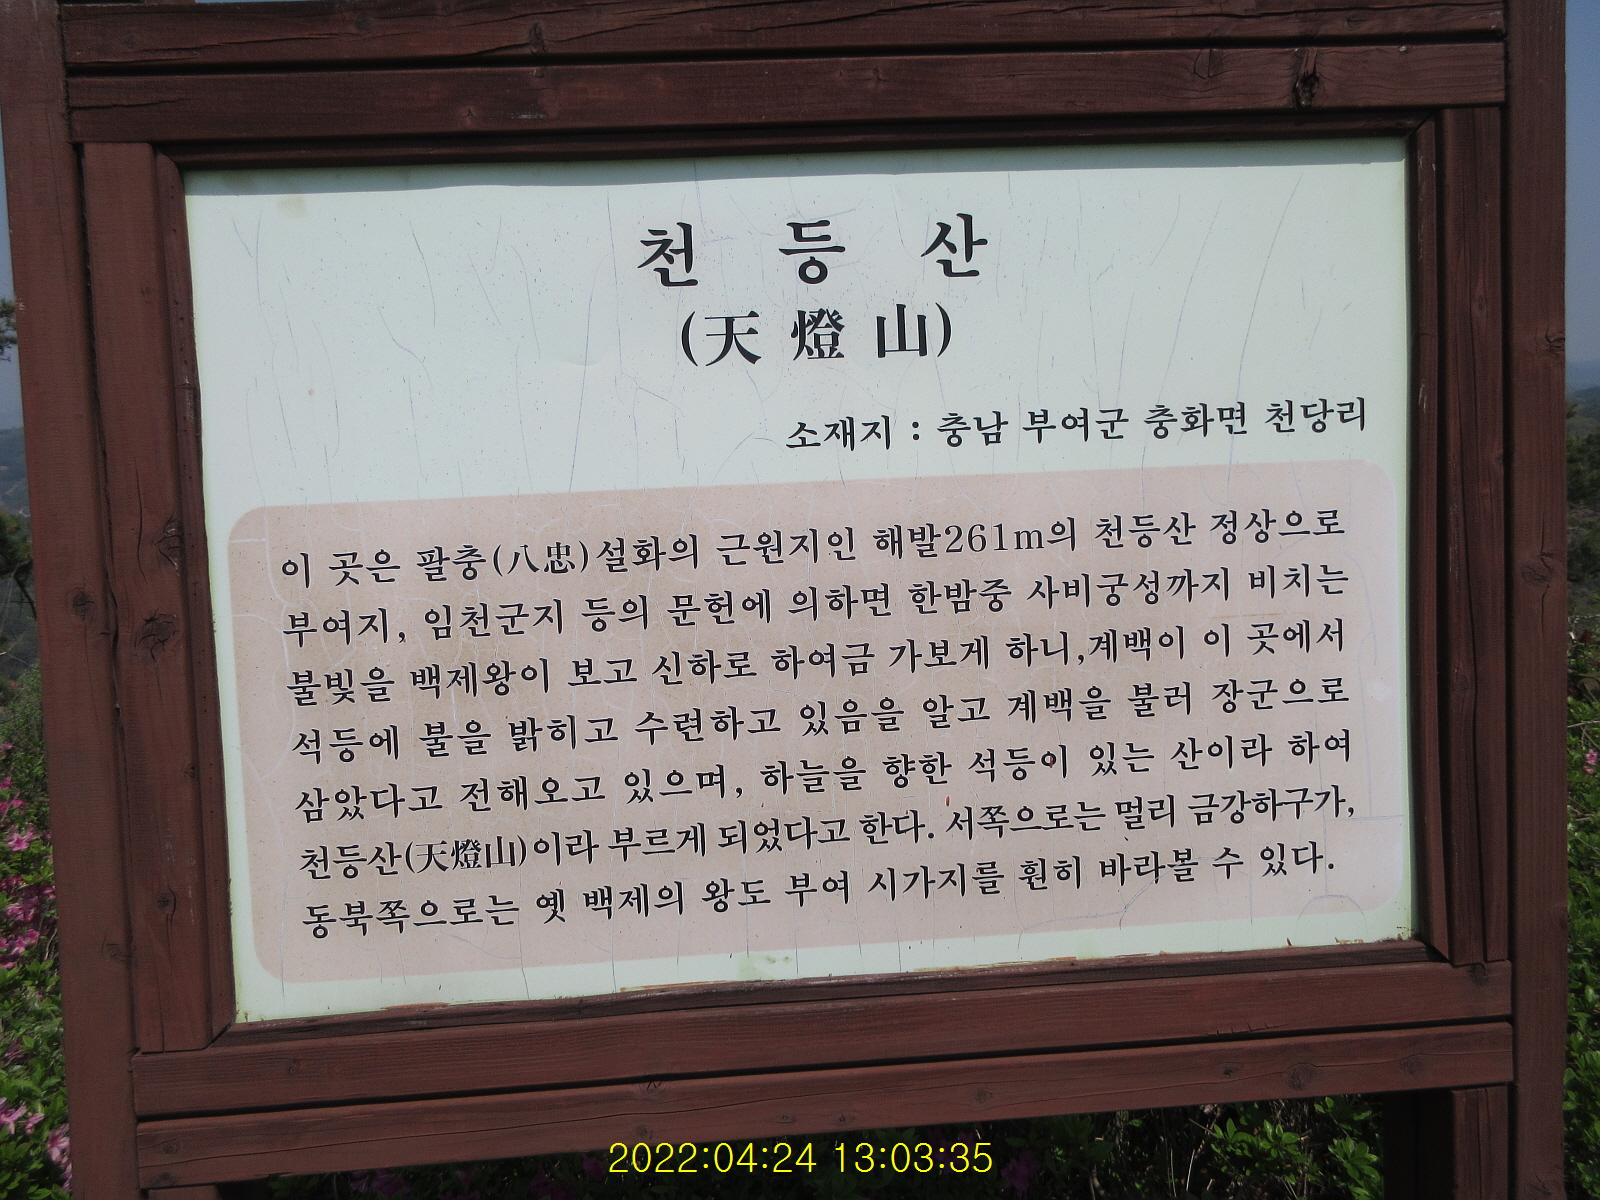 천 등 산
(天 燈 山)
소재지 : 충남 부여군 충화면 천당리
이 곳은 팔충(八忠)설화의 근원지인 해발261m의 천등산 정상으로
부여지, 임천군지 등의 문헌에 의하면 한밤중 사비궁성까지 비치는
불빛을 백제왕이 보고 신하로 하여금 가보게 하니,계백이 이 곳에서
석등에 불을 밝히고 수련하고 있음을 알고 계백을 불러 장군으로
삼았다고 전해오고 있으며, 하늘을 향한 석등이 있는 산이라 하여
천등산(天燈山)이라 부르게 되었다고 한다. 서쪽으로는 멀리 금강하구가,
동북쪽으로는 옛 백제의 왕도 부여 시가지를 훤히 바라볼 수 있다.
2022:04:24 13:03:35